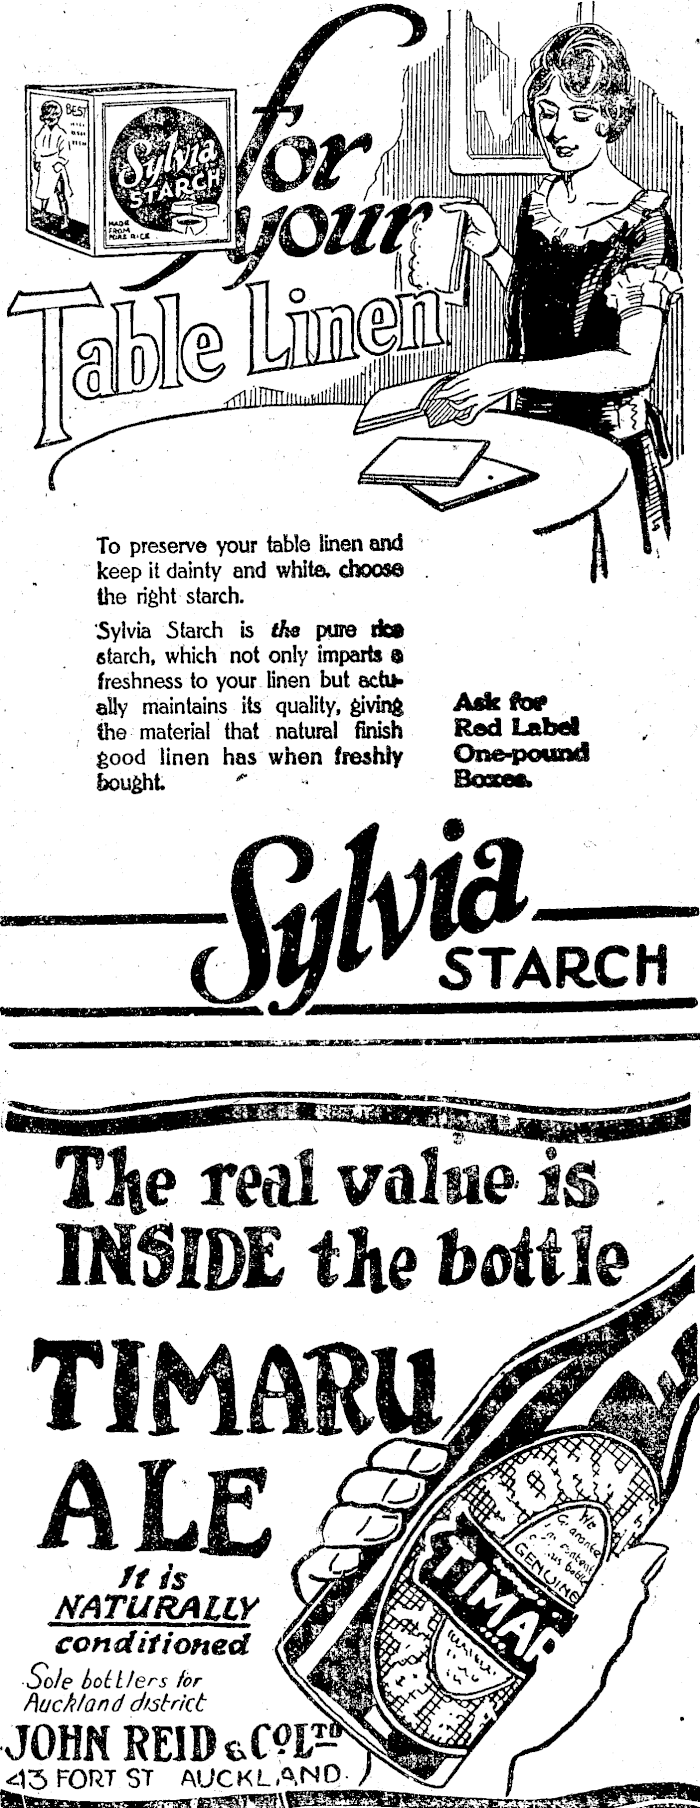 BEST
Sylvia
STARCH
MADE
FROM
PURE RICE
for
your
Table Linen
To preserve your table linen and
keep it dainty and white, choose
the right starch.
Sylvia Starch is the pure rice
starch, which not only imparts a
freshness to your linen but actu-
ally maintains its quality, giving
the material that natural finish
good linen has when freshly
bought.
Ask for
Red Label
One-pound
Boxes.
Sylvia
STARCH
The real value is
INSIDE the bottle
TIMARU
ALE
It is
NATURALLY
conditioned
Sole bottlers for
Auckland district
JOHN REID & Co LTD
43 FORT ST AUCKLAND.
We
GENUINE
TIMAR